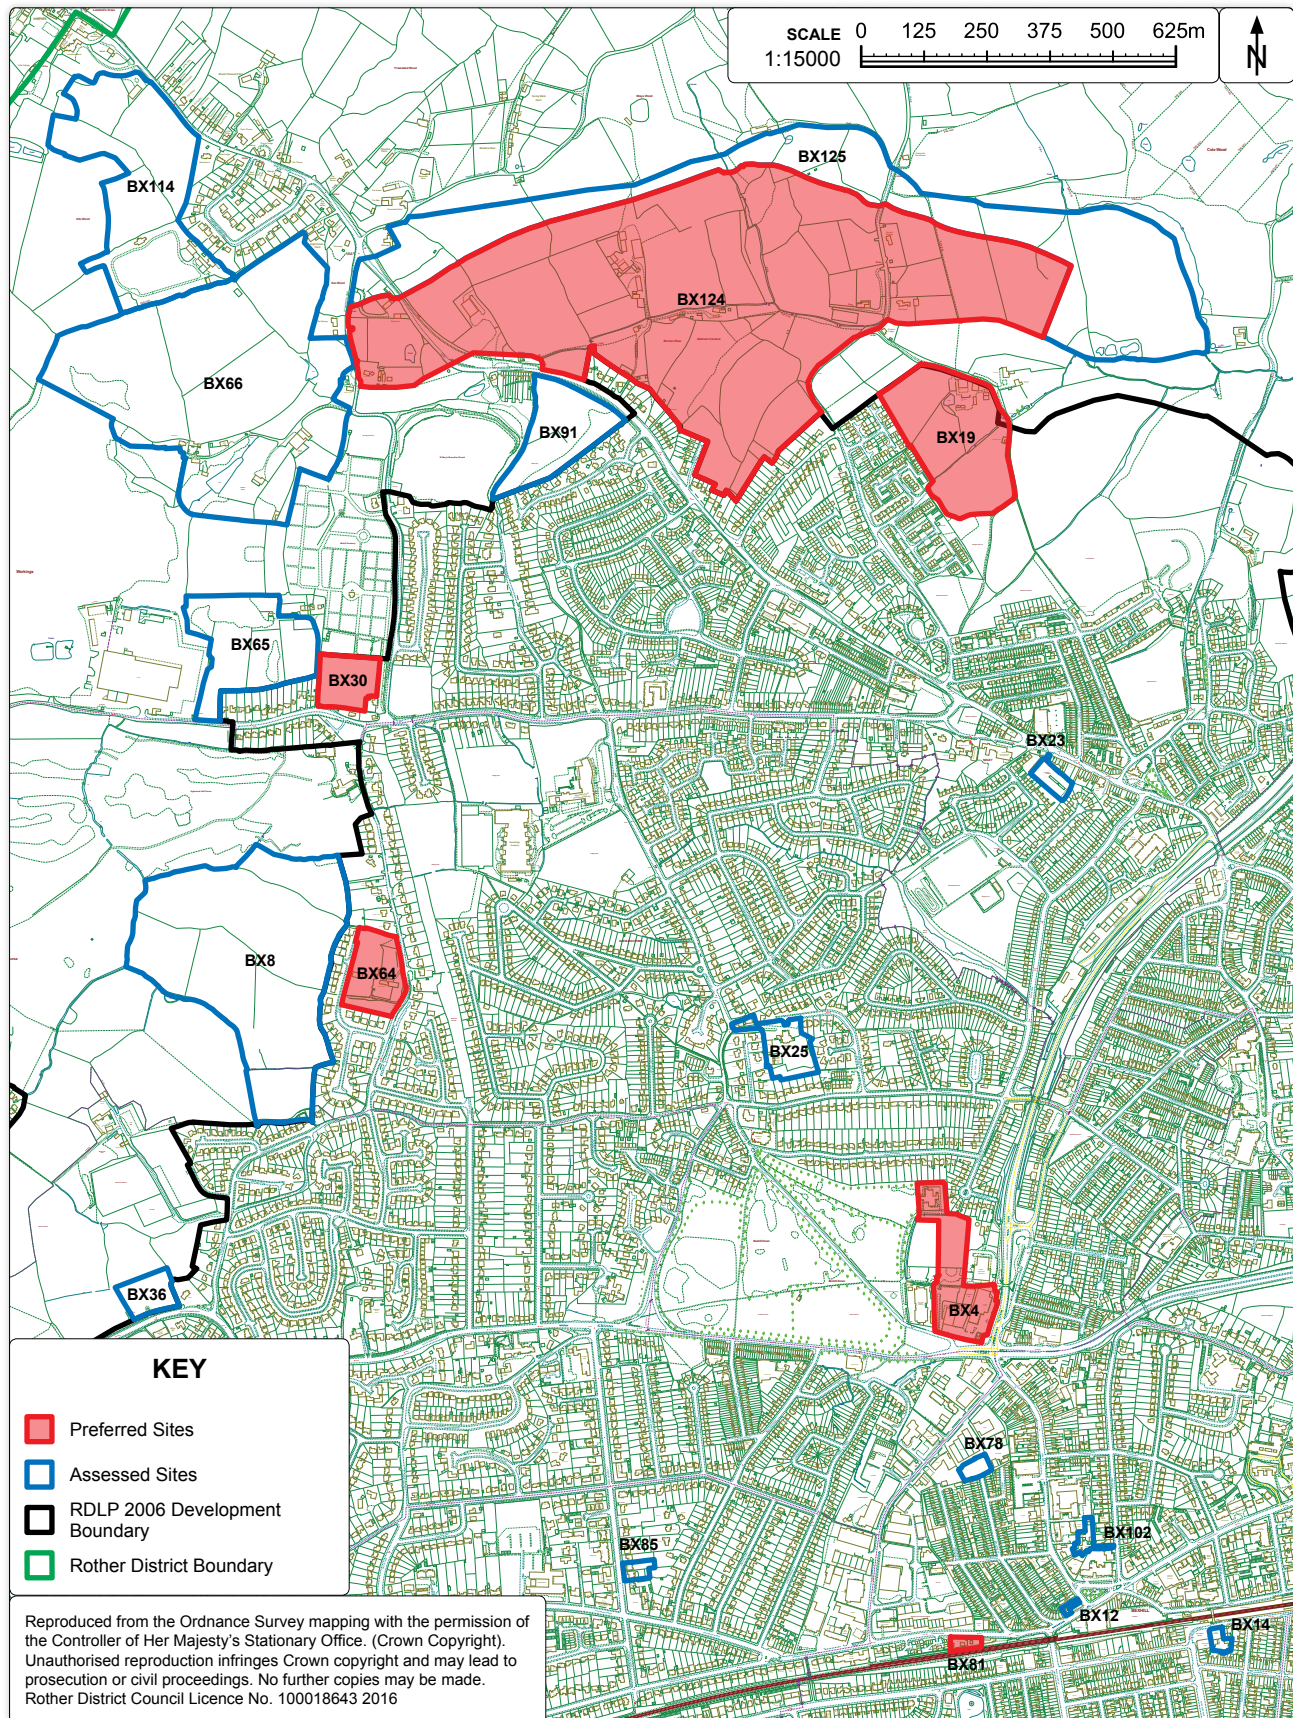 SCALE
1:15000
0 125 250 375 500 625m
N
BX125
BX114
BX124
BX66
BX91
BX19
BX65
BX30
BX23
BX8
BX64
BX25
BX36
BX4
BX78
BX102
BX85
BX12
BX14
BX81
KEY
Preferred Sites
Assessed Sites
RDLP 2006 Development
Boundary
Rother District Boundary
Reproduced from the Ordnance Survey mapping with the permission of
the Controller of Her Majesty's Stationary Office. (Crown Copyright).
Unauthorised reproduction infringes Crown copyright and may lead to
prosecution or civil proceedings. No further copies may be made.
Rother District Council Licence No. 100018643 2016